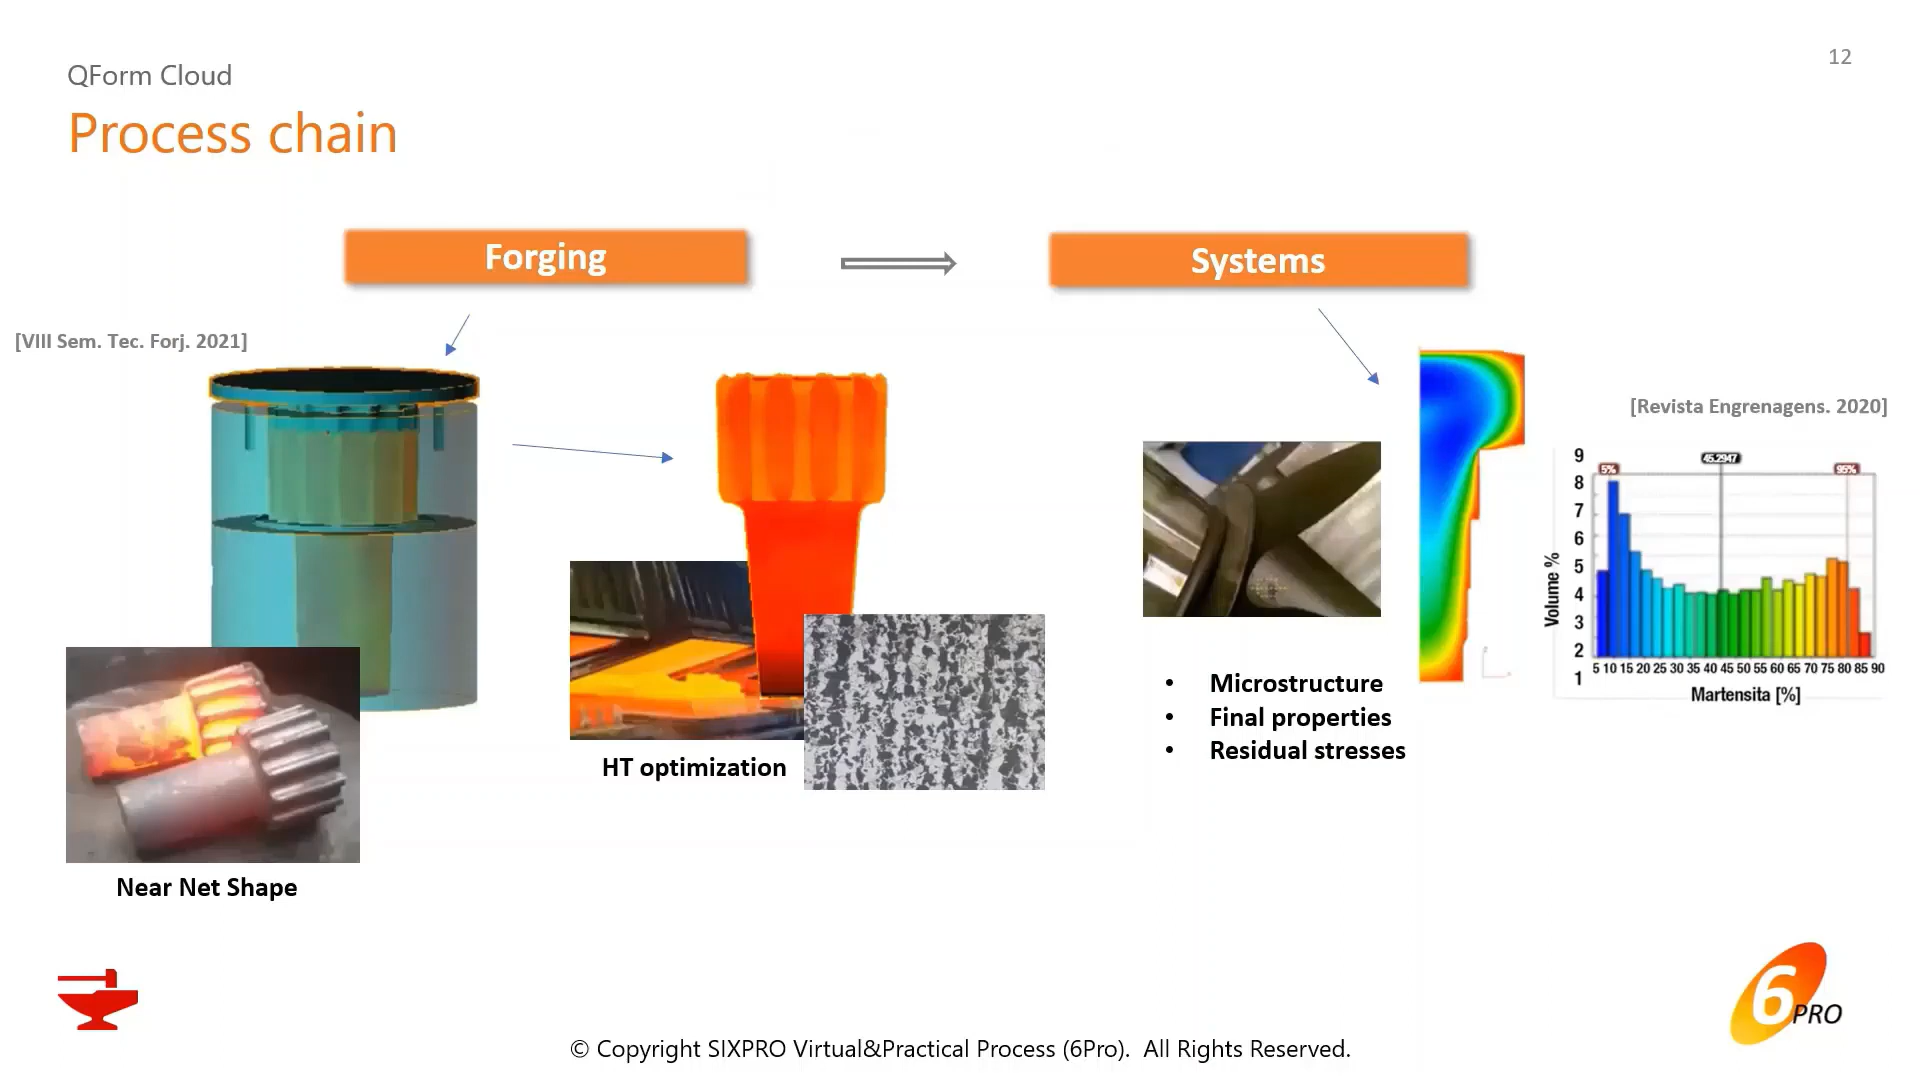 12
QForm Cloud
Process chain
Forging
Systems
[VIII Sem. Tec. Forj. 2021]
[Revista Engrenagens. 2020]
9
8
7
6
5
4
3
2
1
5%
45.2947
95%
Volume %
5 10 15 20 25 30 35 40 45 50 55 60 65 70 75 80 85 90
Martensita [%]
HT optimization
• Microstructure
• Final properties
• Residual stresses
Near Net Shape
6PRO
© Copyright SIXPRO Virtual&Practical Process (6Pro). All Rights Reserved.